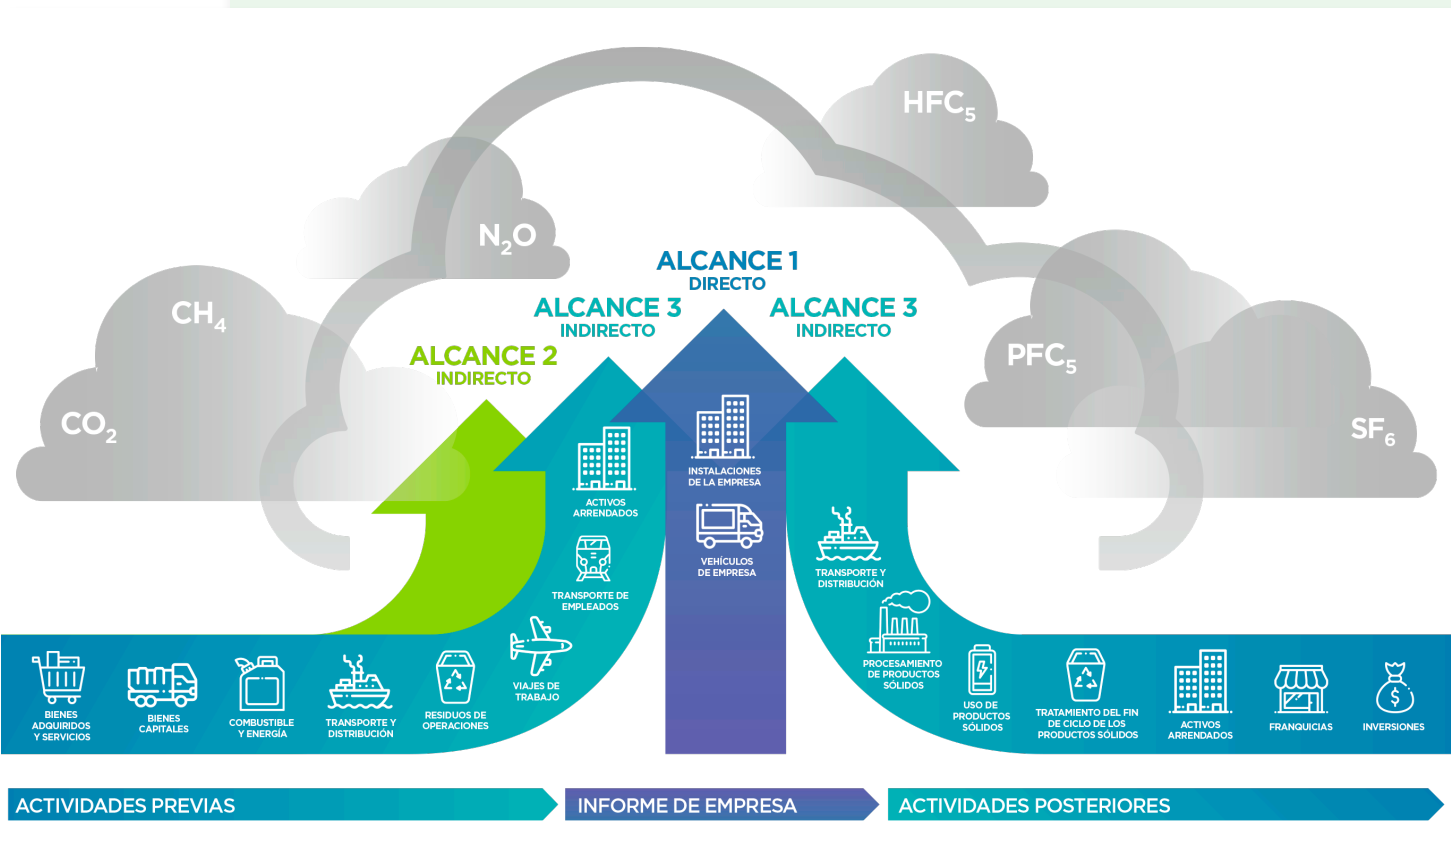 HFC5
N2O
CH4
CO2
PFC5
SF6
ALCANCE 1
DIRECTO
ALCANCE 3
INDIRECTO
ALCANCE 3
INDIRECTO
ALCANCE 2
INDIRECTO
ACTIVOS
ARRENDADOS
TRANSPORTE DE
EMPLEADOS
VIAJES DE
TRABAJO
RESIDUOS DE
OPERACIONES
TRANSPORTE Y
DISTRIBUCIÓN
COMBUSTIBLE
Y ENERGÍA
BIENES
CAPITALES
BIENES
ADQUIRIDOS
Y SERVICIOS
INSTALACIONES
DE LA EMPRESA
VEHÍCULOS
DE EMPRESA
TRANSPORTE Y
DISTRIBUCIÓN
PROCESAMIENTO
DE PRODUCTOS
SÓLIDOS
USO DE
PRODUCTOS
SÓLIDOS
TRATAMIENTO DEL FIN
DE CICLO DE LOS
PRODUCTOS SÓLIDOS
ACTIVOS
ARRENDADOS
FRANQUICIAS
INVERSIONES
$
ACTIVIDADES PREVIAS
INFORME DE EMPRESA
ACTIVIDADES POSTERIORES